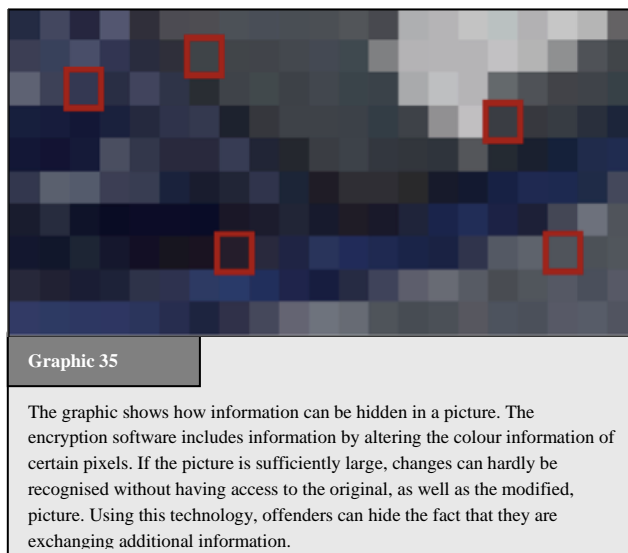 Graphic 35
The graphic shows how information can be hidden in a picture. The
encryption software includes information by altering the colour information of
certain pixels. If the picture is sufficiently large, changes can hardly be
recognised without having access to the original, as well as the modified,
picture. Using this technology, offenders can hide the fact that they are
exchanging additional information.